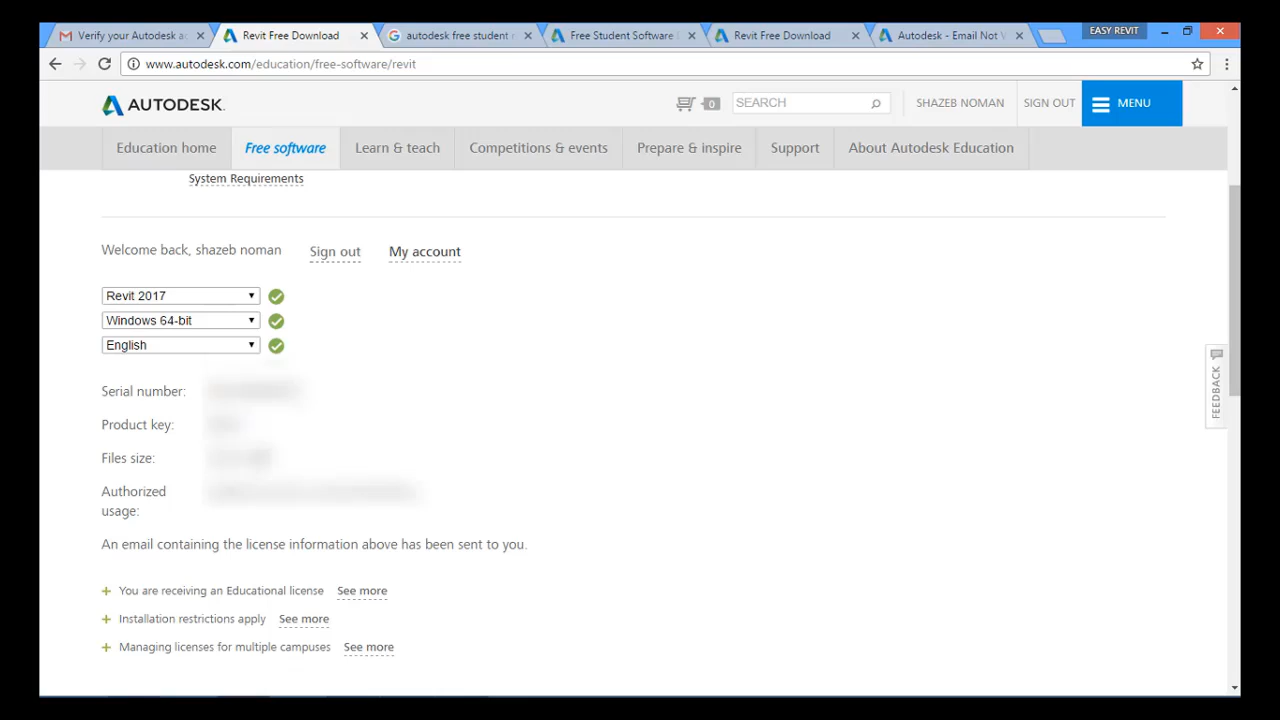 Verify your Autodesk a
Revit Free Download
autodesk free student
Free Student Software
Revit Free Download
Autodesk - Email Not V
EASY REVIT
www.autodesk.com/education/free-software/revit
AUTODESK.
0
SEARCH
SHAZEB NOMAN
SIGN OUT
MENU
Education home
Free software
Learn & teach
Competitions & events
Prepare & inspire
Support
About Autodesk Education
System Requirements
Welcome back, shazeb noman
Sign out
My account
Revit 2017
Windows 64-bit
English
Serial number:
Product key:
Files size:
Authorized
usage:
An email containing the license information above has been sent to you.
+ You are receiving an Educational license See more
+ Installation restrictions apply See more
+ Managing licenses for multiple campuses See more
FEEDBACK